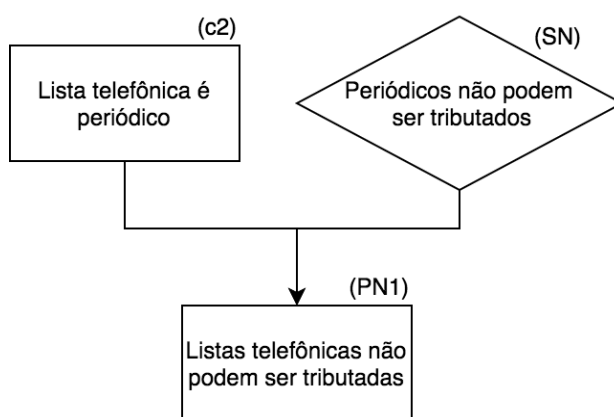 (c2)
Lista telefônica é
periódico
(SN)
Periódicos não podem
ser tributados
(PN1)
Listas telefônicas não
podem ser tributadas